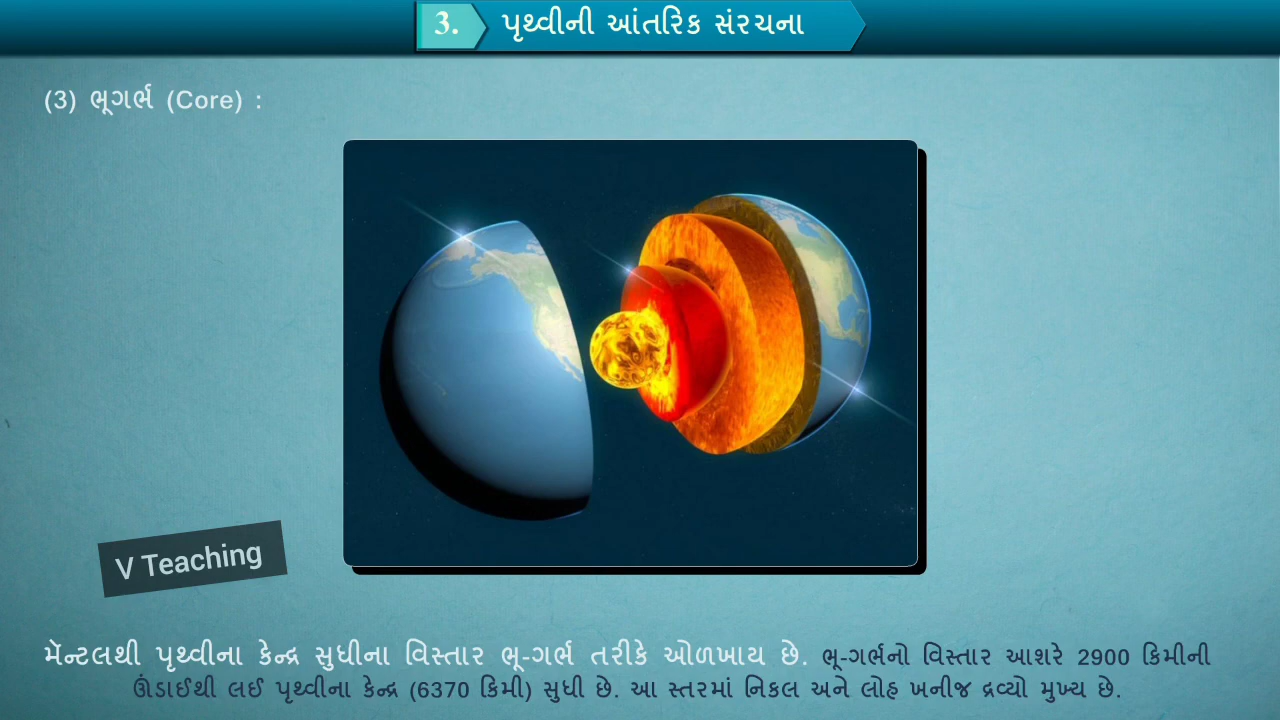 3. પૃથ્વીની આંતરિક સંરચના
(3) ભૂગર્ભ (Core) :
V Teaching
મૅન્ટલથી પૃથ્વીના કેન્દ્ર સુધીના વિસ્તાર ભૂ-ગર્ભ તરીકે ઓળખાય છે. ભૂ-ગર્ભનો વિસ્તાર આશરે 2900 કિમીની
ઊંડાઈથી લઈ પૃથ્વીના કેન્દ્ર (6370 કિમી) સુધી છે. આ સ્તરમાં નિકલ અને લોહ ખનીજ દ્રવ્યો મુખ્ય છે.